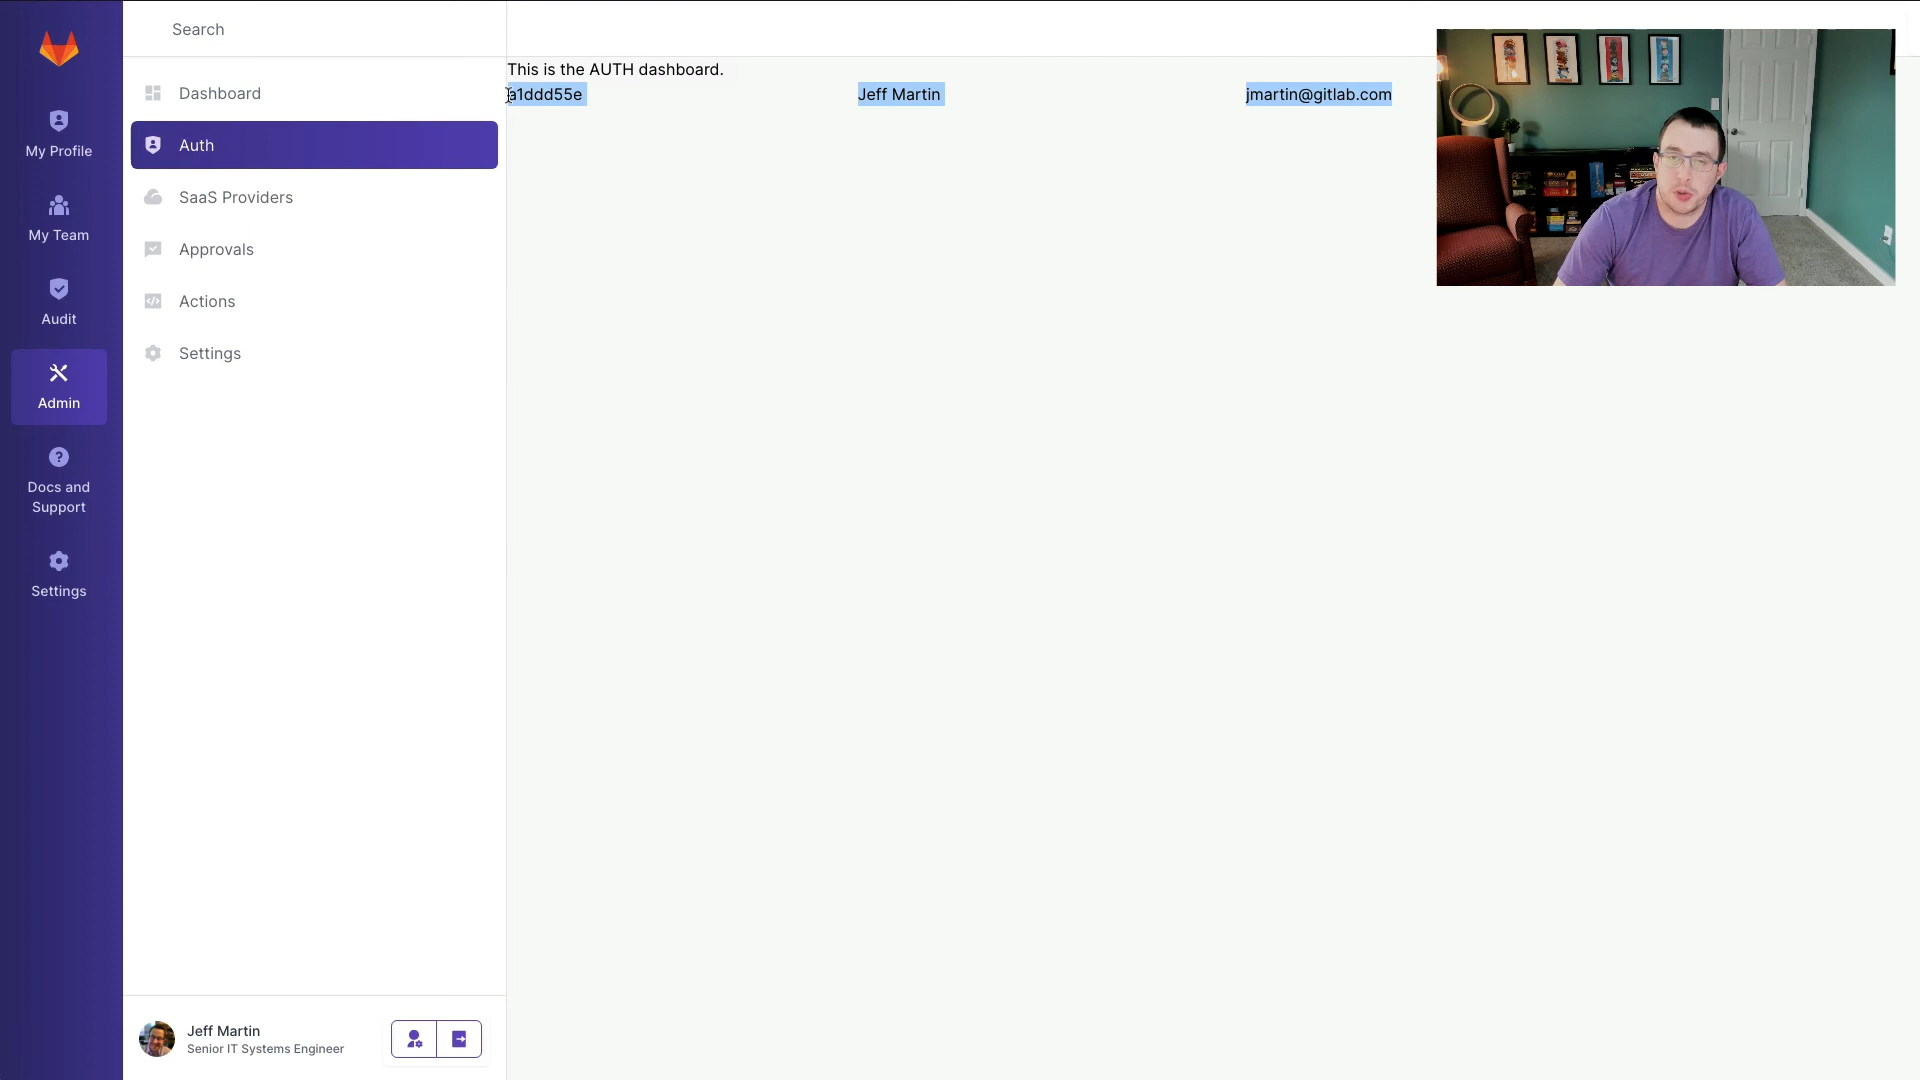 Search
My Profile
My Team
Audit
Admin
Docs and
Support
Settings
Dashboard
Auth
SaaS Providers
Approvals
Actions
Settings
Jeff Martin
Senior IT Systems Engineer
This is the AUTH dashboard.
a1ddd55e Jeff Martin jmartin@gitlab.com